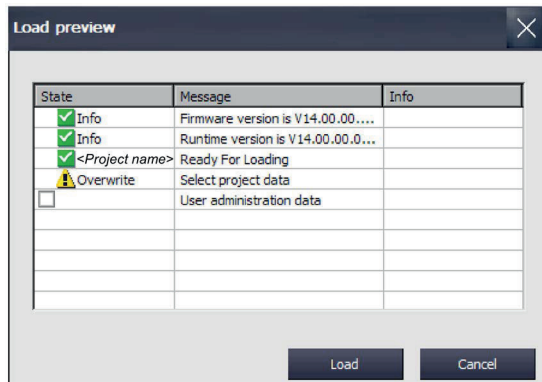 Load preview
State Message Info
Info Firmware version is V14.00.00....
Info Runtime version is V14.00.00.0...
<Project name> Ready For Loading
Overwrite Select project data
User administration data
Load Cancel